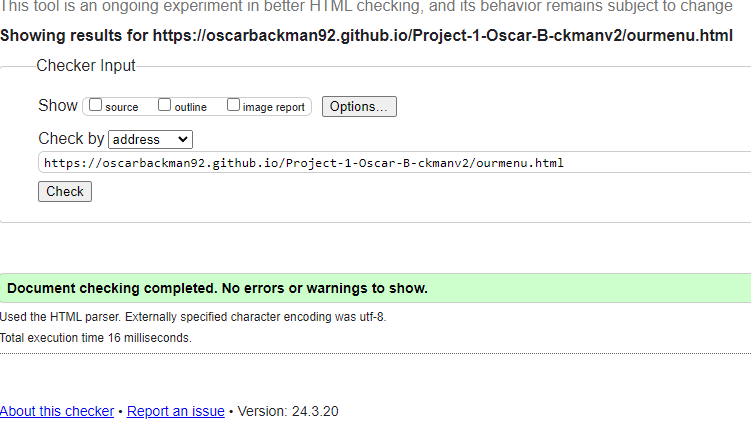 This tool is an ongoing experiment in better HTML checking, and its behavior remains subject to change
Showing results for https://oscarbackman92.github.io/Project-1-Oscar-B-ckmanv2/ourmenu.html
Checker Input
Show source outline image report Options...
Check by address
https://oscarbackman92.github.io/Project-1-Oscar-B-ckmanv2/ourmenu.html
Check
Document checking completed. No errors or warnings to show.
Used the HTML parser. Externally specified character encoding was utf-8.
Total execution time 16 milliseconds.
About this checker • Report an issue • Version: 24.3.20